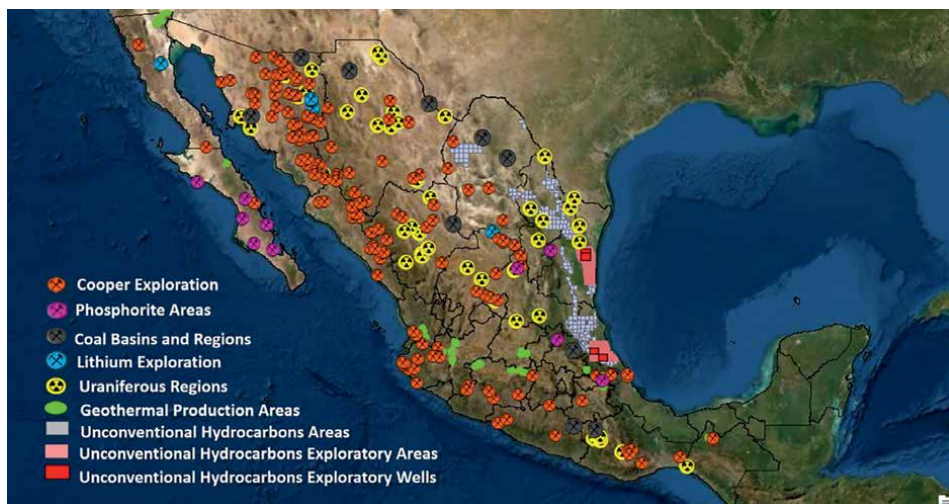 Cooper Exploration
Phosphorite Areas
Coal Basins and Regions
Lithium Exploration
Uraniferous Regions
Geothermal Production Areas
Unconventional Hydrocarbons Areas
Unconventional Hydrocarbons Exploratory Areas
Unconventional Hydrocarbons Exploratory Wells